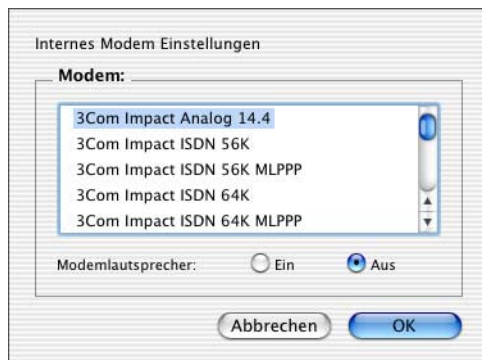 Internes Modem Einstellungen
Modem:
3Com Impact Analog 14.4
3Com Impact ISDN 56K
3Com Impact ISDN 56K MLPPP
3Com Impact ISDN 64K
3Com Impact ISDN 64K MLPPP
Modemlautsprecher: Ein Aus
Abbrechen OK